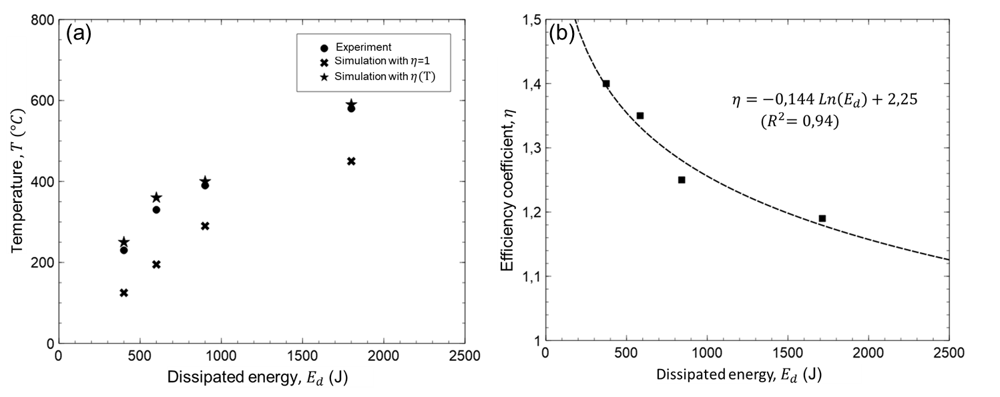 (a)
Experiment
Simulation with η=1
Simulation with η(T)
800
600
400
200
0
Temperature, T (°C)
0 500 1000 1500 2000 2500
Dissipated energy, E_d (J)
(b)
η = −0,144 Ln(E_d) + 2,25
(R²= 0,94)
1,5
1,4
1,3
1,2
1,1
1
Efficiency coefficient, η
0 500 1000 1500 2000 2500
Dissipated energy, E_d (J)